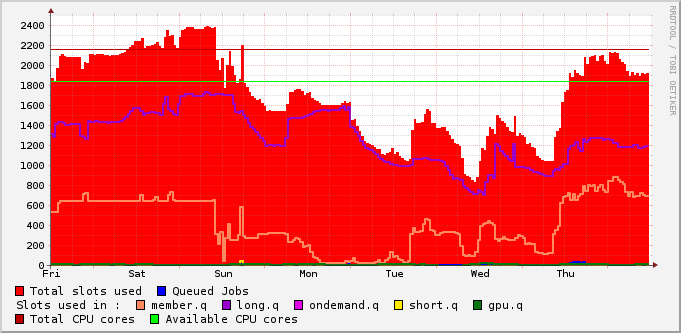 RRDTOOL / TOBI OETIKER
2400
2200
2000
1800
1600
1400
1200
1000
800
600
400
200
0
Fri Sat Sun Mon Tue Wed Thu
Total slots used Queued Jobs
Slots used in : member.q long.q ondemand.q short.q gpu.q
Total CPU cores Available CPU cores